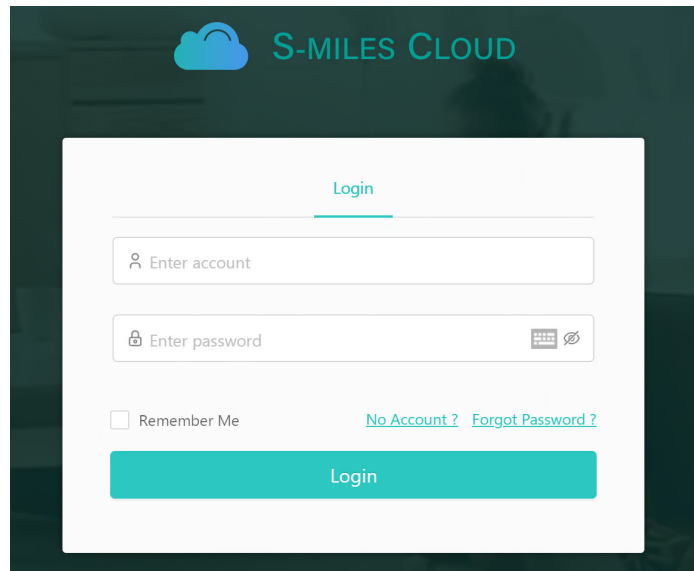 S-MILES CLOUD
Login
Enter account
Enter password
Remember Me No Account ? Forgot Password ?
Login